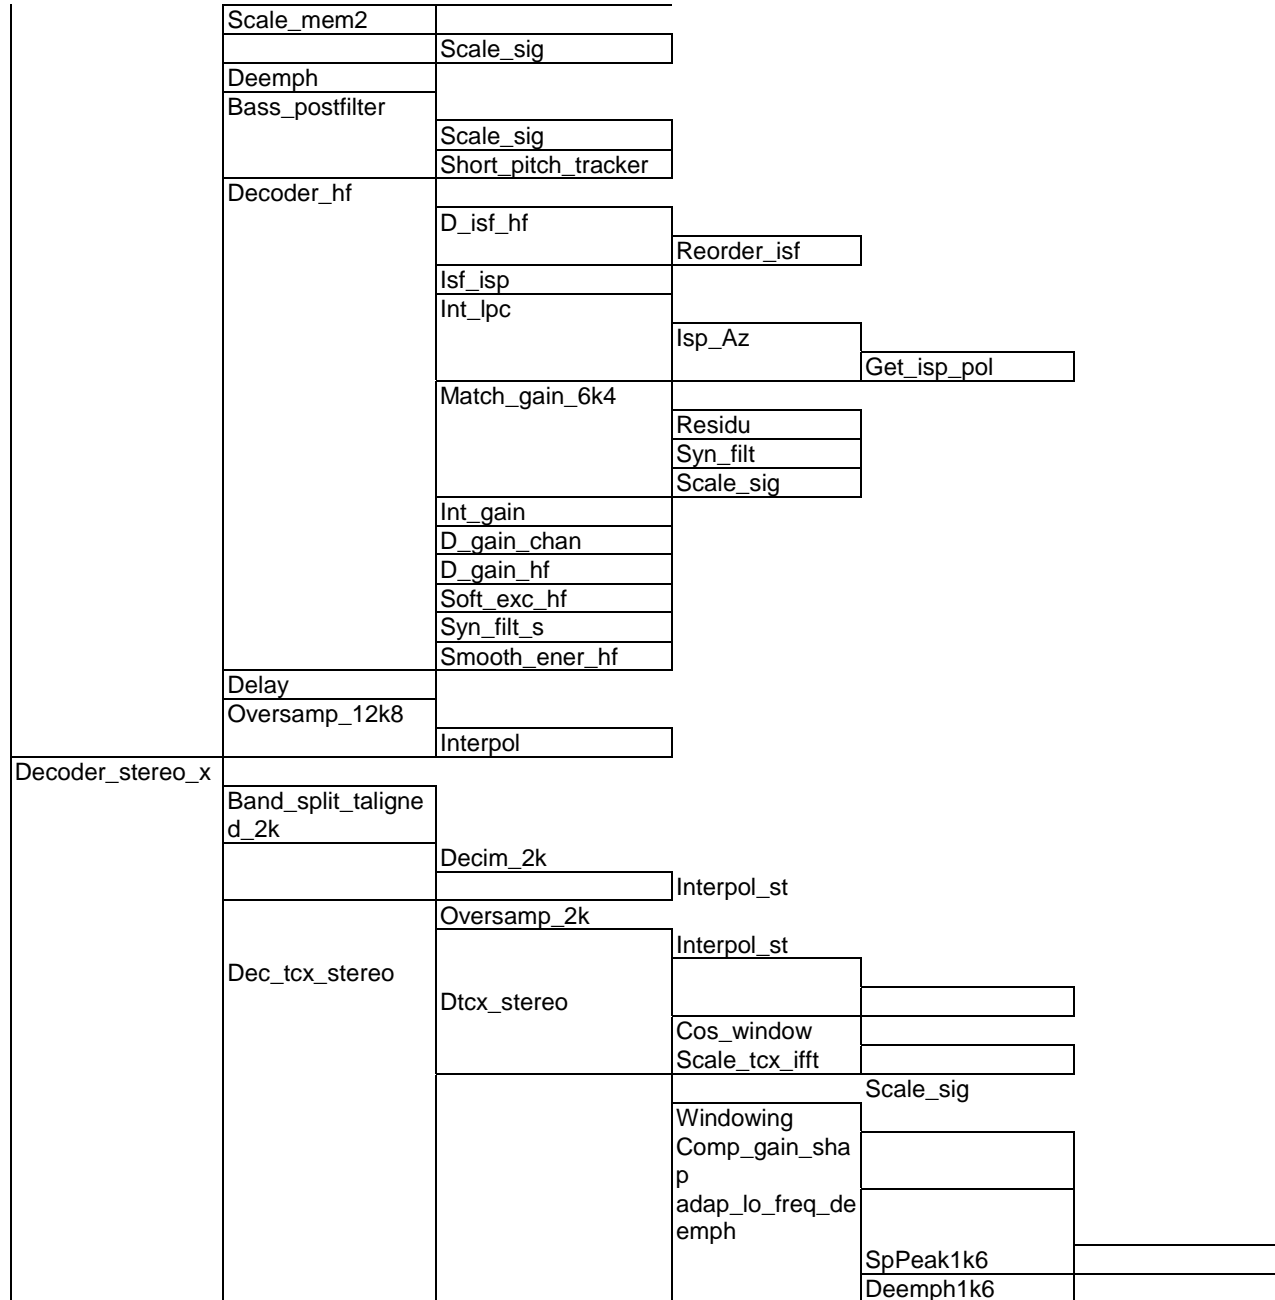 Scale_mem2
Scale_sig
Deemph
Bass_postfilter
Scale_sig
Short_pitch_tracker
Decoder_hf
D_isf_hf
Reorder_isf
Isf_isp
Int_lpc
Isp_Az
Get_isp_pol
Match_gain_6k4
Residu
Syn_filt
Scale_sig
Int_gain
D_gain_chan
D_gain_hf
Soft_exc_hf
Syn_filt_s
Smooth_ener_hf
Delay
Oversamp_12k8
Interpol
Decoder_stereo_x
Band_split_taligne
d_2k
Decim_2k
Interpol_st
Oversamp_2k
Interpol_st
Dec_tcx_stereo
Dtcx_stereo
Cos_window
Scale_tcx_ifft
Scale_sig
Windowing
Comp_gain_sha
p
adap_lo_freq_de
emph
SpPeak1k6
Deemph1k6